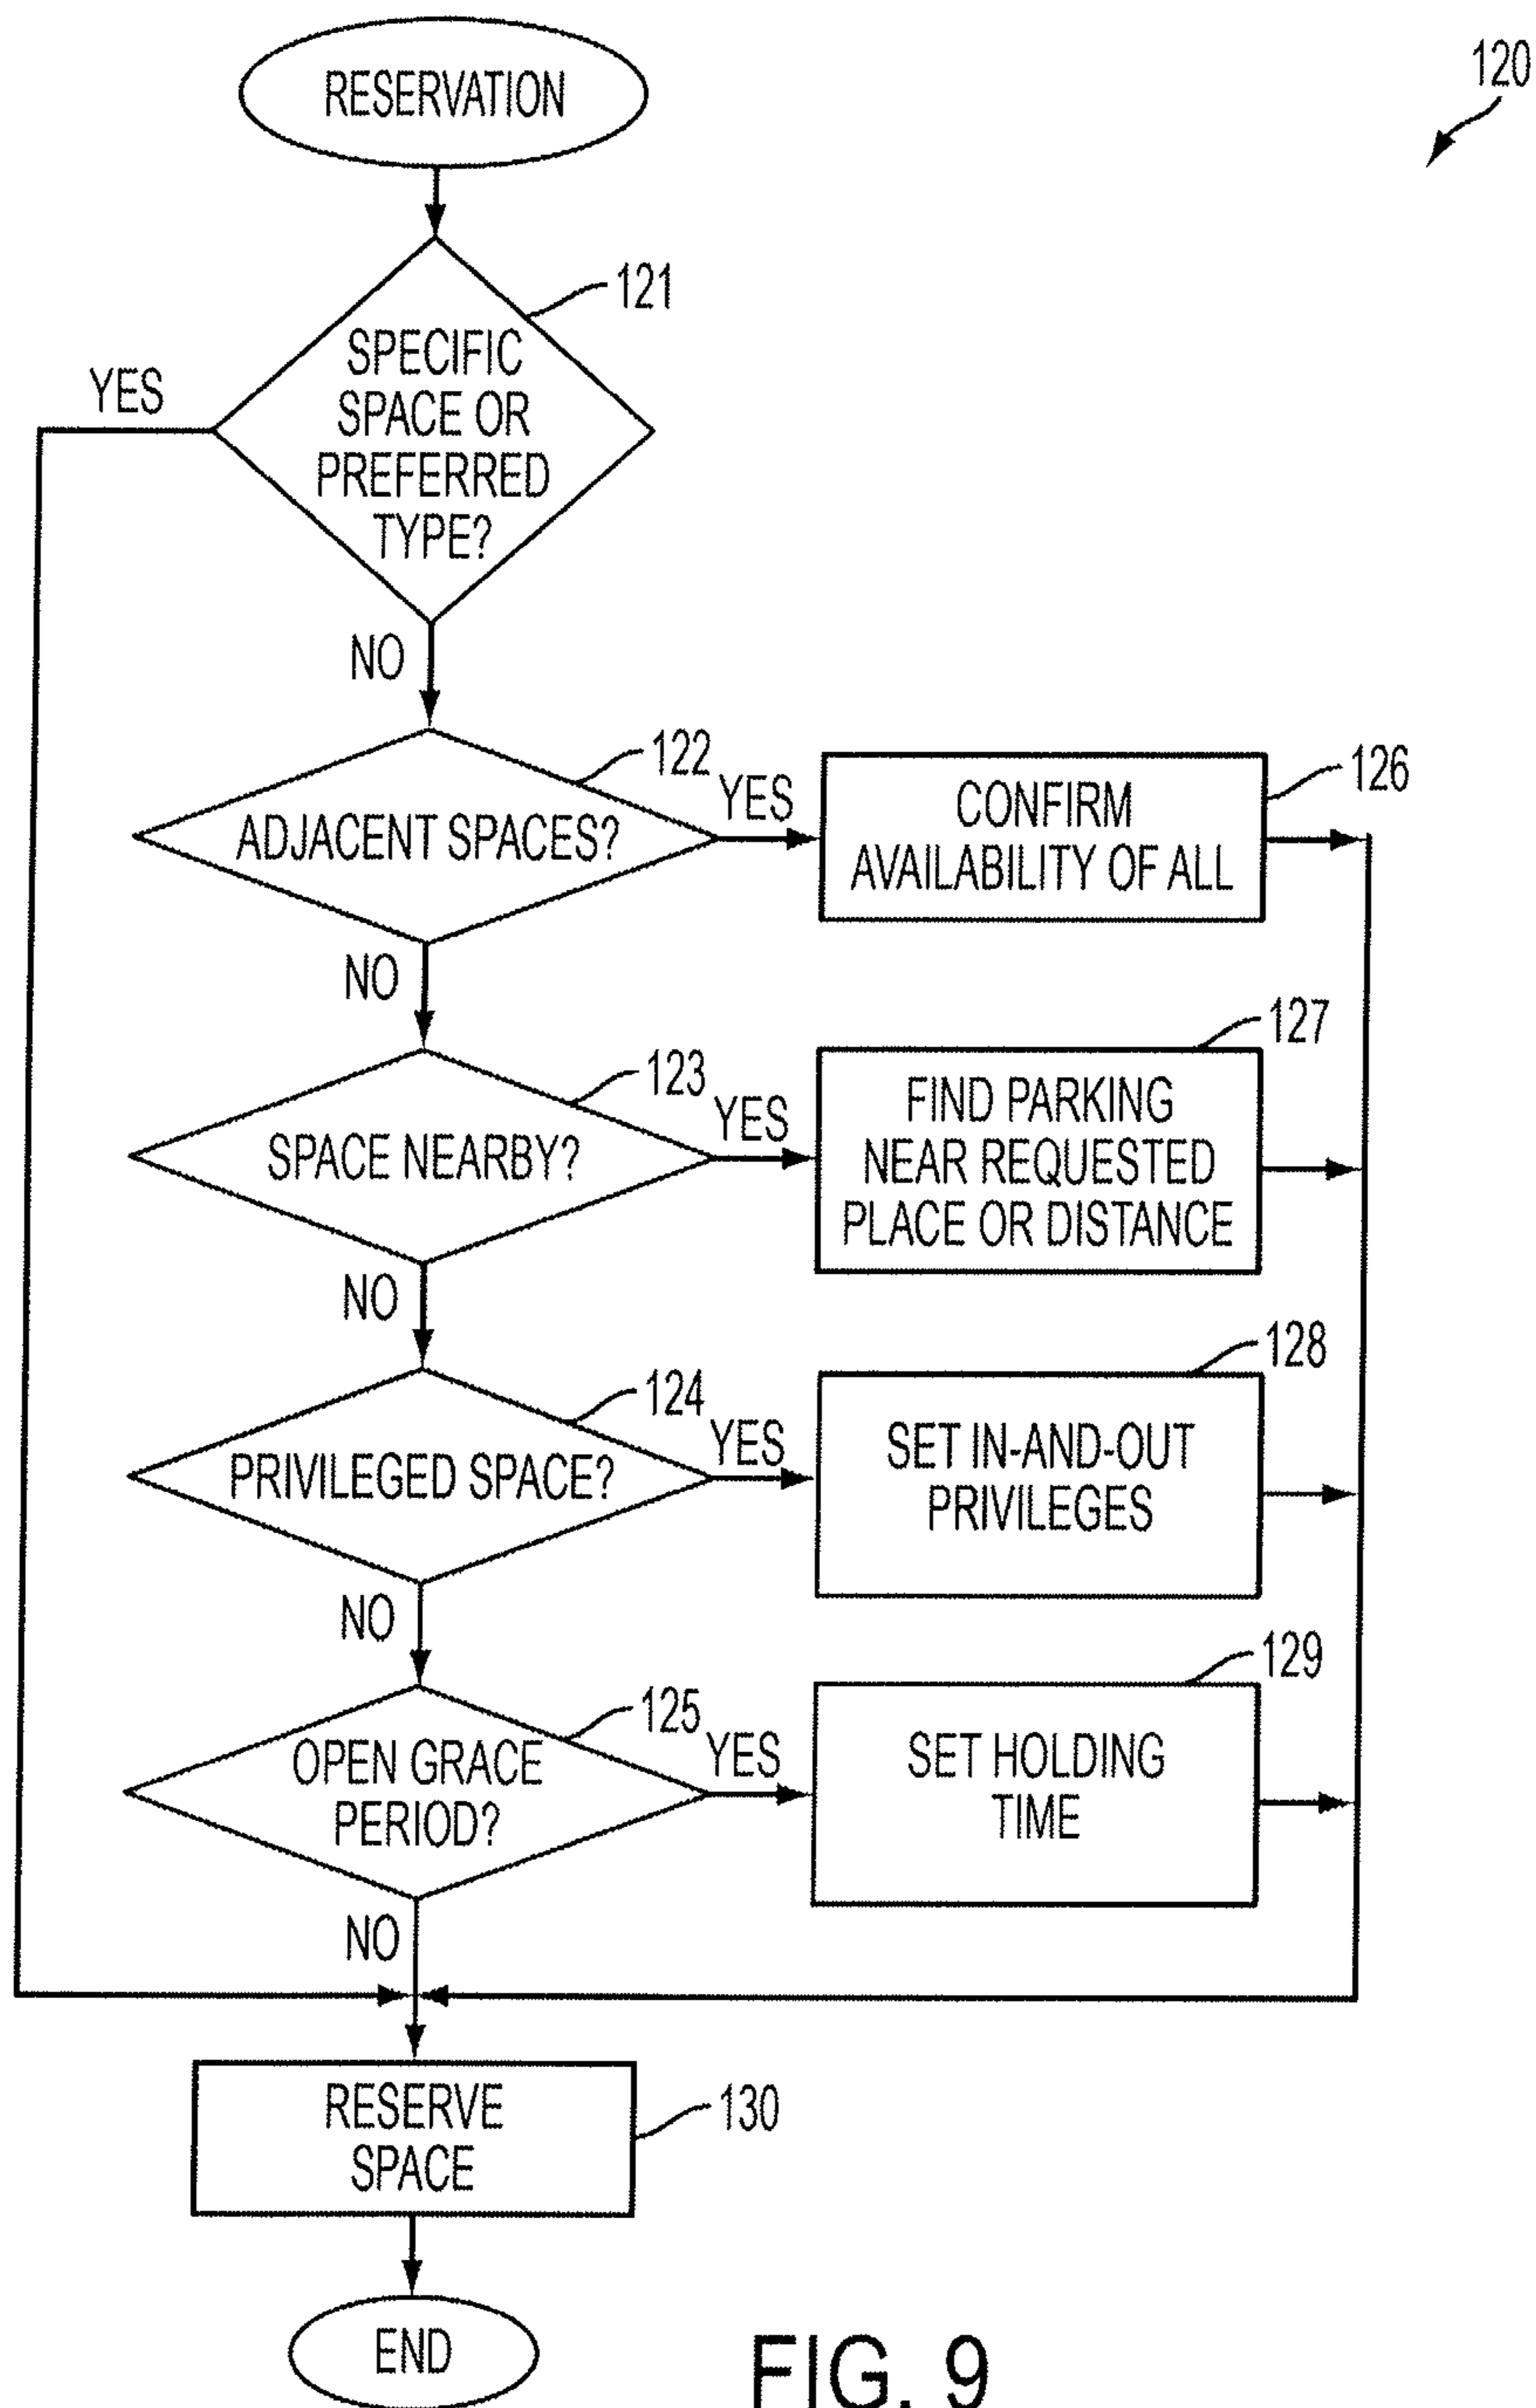 RESERVATION
120
121
SPECIFIC
SPACE OR
PREFERRED
TYPE?
YES
NO
122
ADJACENT SPACES?
YES
CONFIRM
AVAILABILITY OF ALL
126
NO
123
SPACE NEARBY?
YES
FIND PARKING
NEAR REQUESTED
PLACE OR DISTANCE
127
NO
124
PRIVILEGED SPACE?
YES
SET IN-AND-OUT
PRIVILEGES
128
NO
125
OPEN GRACE
PERIOD?
YES
SET HOLDING
TIME
129
NO
RESERVE
SPACE
130
END
FIG. 9